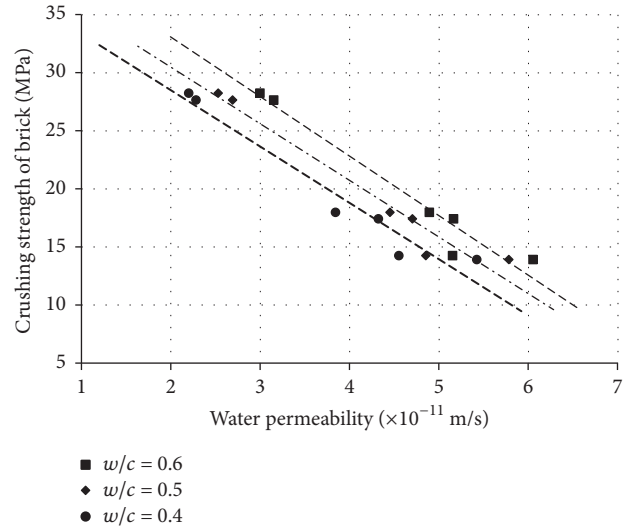 35
30
25
20
15
10
5
Crushing strength of brick (MPa)
1 2 3 4 5 6 7
Water permeability (×10⁻¹¹ m/s)
w/c = 0.6
w/c = 0.5
w/c = 0.4